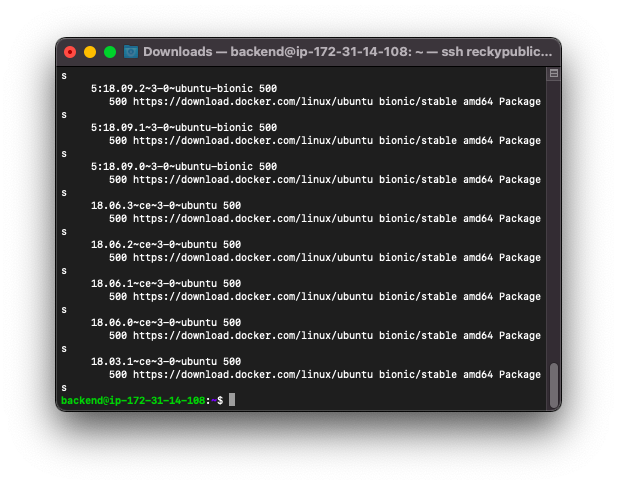 Downloads — backend@ip-172-31-14-108: ~ — ssh reckypublic...
s
5:18.09.2~3-0~ubuntu-bionic 500
500 https://download.docker.com/linux/ubuntu bionic/stable amd64 Package
s
5:18.09.1~3-0~ubuntu-bionic 500
500 https://download.docker.com/linux/ubuntu bionic/stable amd64 Package
s
5:18.09.0~3-0~ubuntu-bionic 500
500 https://download.docker.com/linux/ubuntu bionic/stable amd64 Package
s
18.06.3~ce~3-0~ubuntu 500
500 https://download.docker.com/linux/ubuntu bionic/stable amd64 Package
s
18.06.2~ce~3-0~ubuntu 500
500 https://download.docker.com/linux/ubuntu bionic/stable amd64 Package
s
18.06.1~ce~3-0~ubuntu 500
500 https://download.docker.com/linux/ubuntu bionic/stable amd64 Package
s
18.06.0~ce~3-0~ubuntu 500
500 https://download.docker.com/linux/ubuntu bionic/stable amd64 Package
s
18.03.1~ce~3-0~ubuntu 500
500 https://download.docker.com/linux/ubuntu bionic/stable amd64 Package
s
backend@ip-172-31-14-108:~$